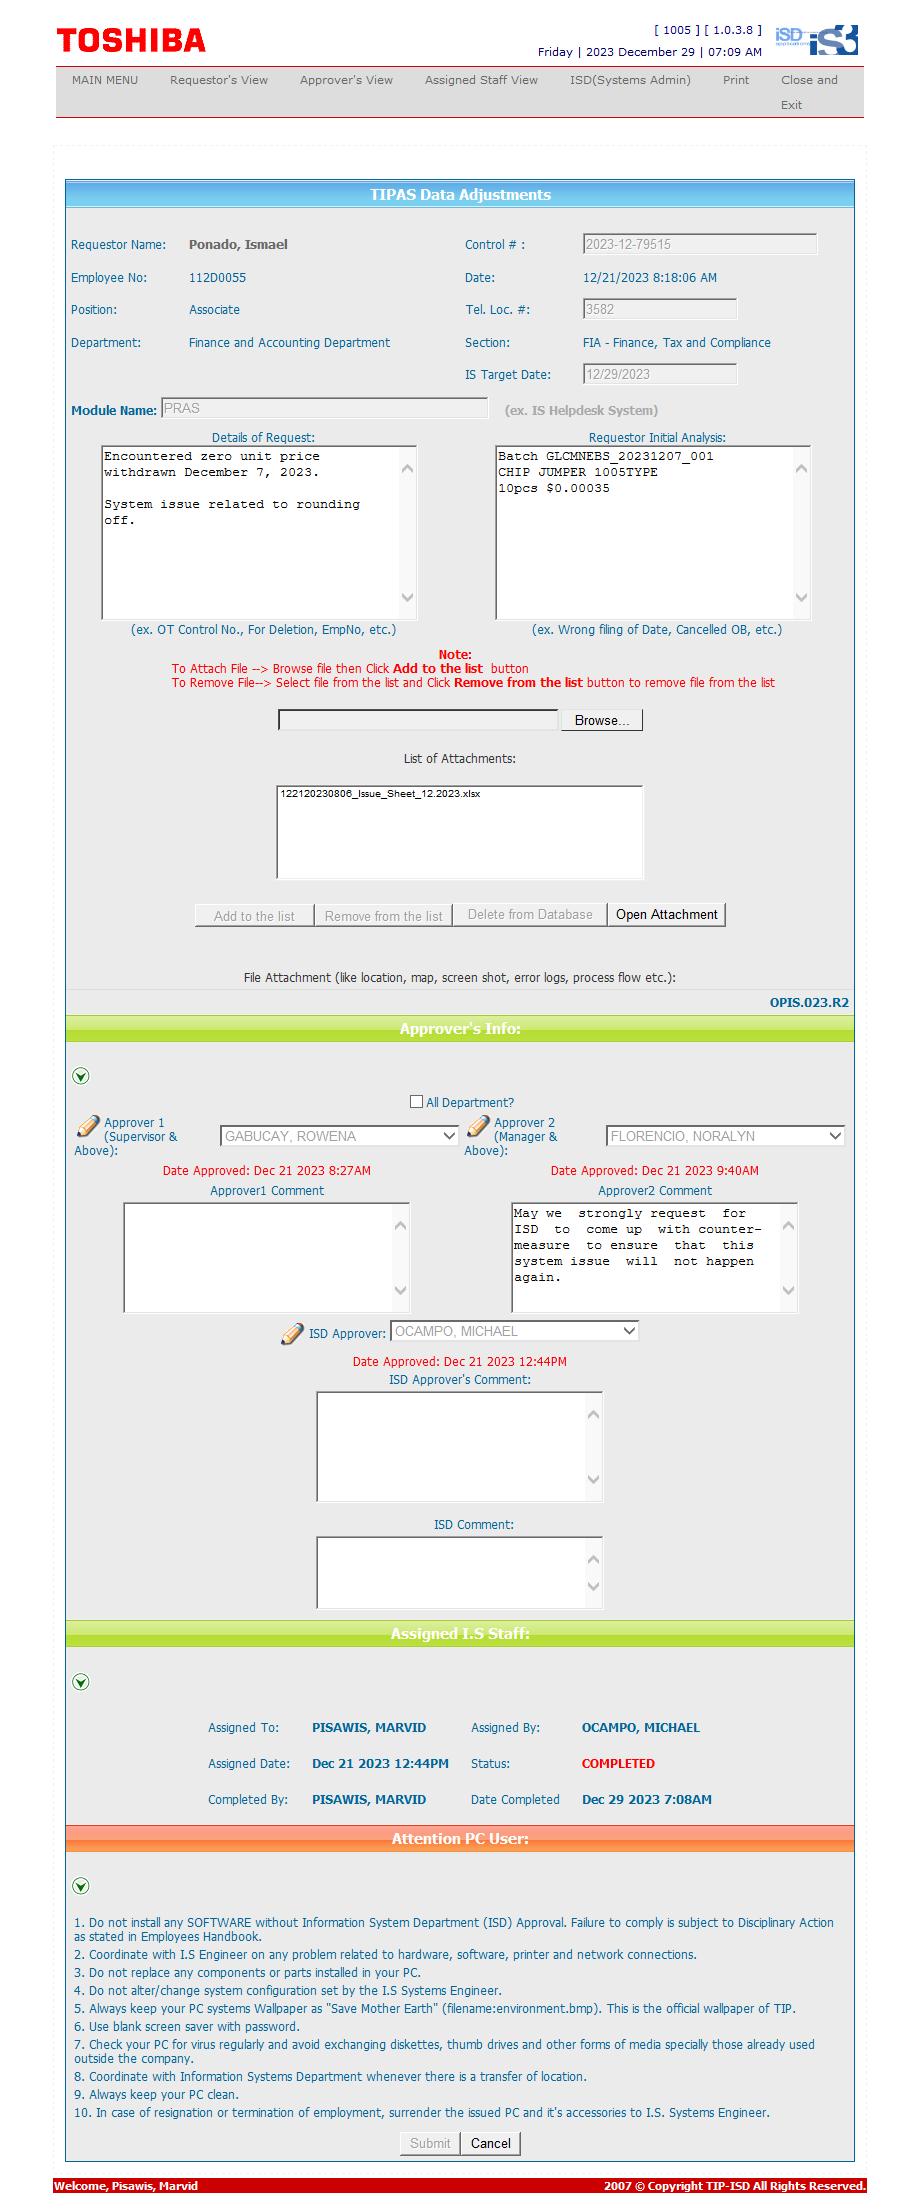 TOSHIBA
[ 1005 ] [ 1.0.3.8 ]
Friday | 2023 December 29 | 07:09 AM
MAIN MENU Requestor's View Approver's View Assigned Staff View ISD(Systems Admin) Print Close and Exit
TIPAS Data Adjustments
Requestor Name: Ponado, Ismael Control # : 2023-12-79515
Employee No: 112D0055 Date: 12/21/2023 8:18:06 AM
Position: Associate Tel. Loc. #: 3582
Department: Finance and Accounting Department Section: FIA - Finance, Tax and Compliance
IS Target Date: 12/29/2023
Module Name: PRAS (ex. IS Helpdesk System)
Details of Request:
Encountered zero unit price
withdrawn December 7, 2023.
System issue related to rounding
off.
(ex. OT Control No., For Deletion, EmpNo, etc.)
Requestor Initial Analysis:
Batch GLCMNEBS_20231207_001
CHIP JUMPER 1005TYPE
10pcs $0.00035
(ex. Wrong filing of Date, Cancelled OB, etc.)
Note:
To Attach File --> Browse file then Click Add to the list button
To Remove File--> Select file from the list and Click Remove from the list button to remove file from the list
Browse...
List of Attachments:
122120230806_Issue_Sheet_12.2023.xlsx
Add to the list Remove from the list Delete from Database Open Attachment
File Attachment (like location, map, screen shot, error logs, process flow etc.):
OPIS.023.R2
Approver's Info:
All Department?
Approver 1
(Supervisor &
Above):
GABUCAY, ROWENA
Approver 2
(Manager &
Above):
FLORENCIO, NORALYN
Date Approved: Dec 21 2023 8:27AM
Date Approved: Dec 21 2023 9:40AM
Approver1 Comment
Approver2 Comment
May we strongly request for
ISD to come up with counter-
measure to ensure that this
system issue will not happen
again.
ISD Approver: OCAMPO, MICHAEL
Date Approved: Dec 21 2023 12:44PM
ISD Approver's Comment:
ISD Comment:
Assigned I.S Staff:
Assigned To: PISAWIS, MARVID Assigned By: OCAMPO, MICHAEL
Assigned Date: Dec 21 2023 12:44PM Status: COMPLETED
Completed By: PISAWIS, MARVID Date Completed Dec 29 2023 7:08AM
Attention PC User:
1. Do not install any SOFTWARE without Information System Department (ISD) Approval. Failure to comply is subject to Disciplinary Action
as stated in Employees Handbook.
2. Coordinate with I.S Engineer on any problem related to hardware, software, printer and network connections.
3. Do not replace any components or parts installed in your PC.
4. Do not alter/change system configuration set by the I.S Systems Engineer.
5. Always keep your PC systems Wallpaper as "Save Mother Earth" (filename:environment.bmp). This is the official wallpaper of TIP.
6. Use blank screen saver with password.
7. Check your PC for virus regularly and avoid exchanging diskettes, thumb drives and other forms of media specially those already used
outside the company.
8. Coordinate with Information Systems Department whenever there is a transfer of location.
9. Always keep your PC clean.
10. In case of resignation or termination of employment, surrender the issued PC and it's accessories to I.S. Systems Engineer.
Submit Cancel
Welcome, Pisawis, Marvid 2007 © Copyright TIP-ISD All Rights Reserved.